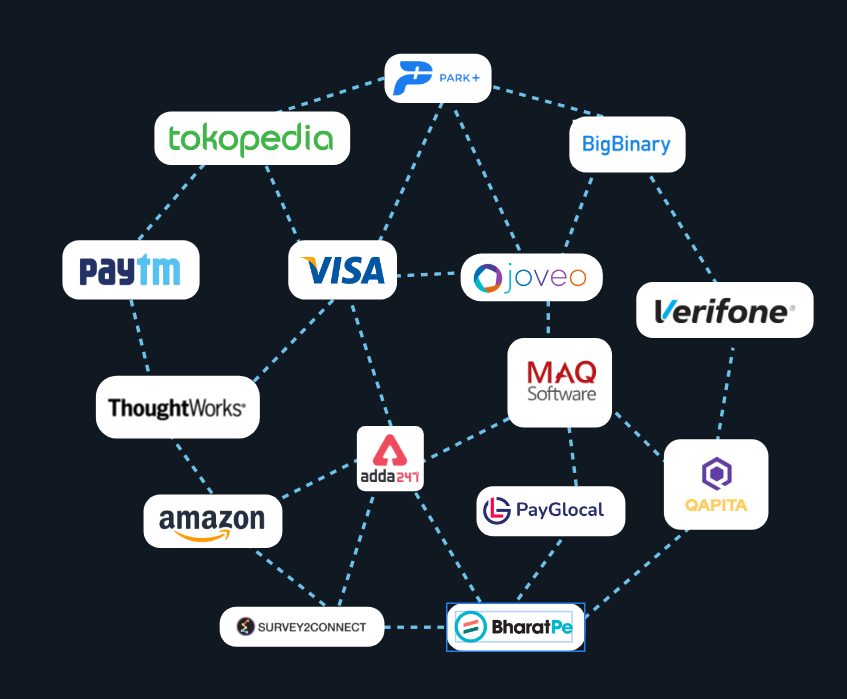 PARK+
tokopedia
BigBinary
paytm
VISA
joveo
Verifone®
MAQ
Software
ThoughtWorks®
adda247
QAPITA
amazon
PayGlocal
SURVEY2CONNECT
BharatPe